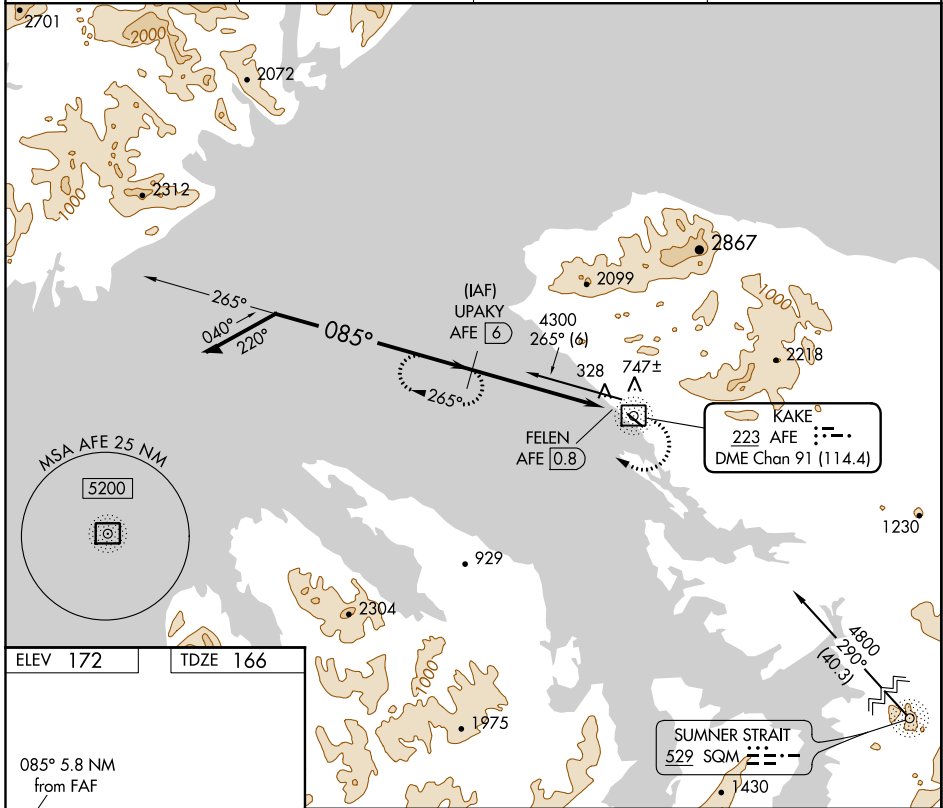 2701
2000
2072
2312
1000
2867
2099
1000
2218
265°
040°
220°
085°
(IAF)
UPAKY
AFE 6
4300
265° (6)
328
747±
265°
FELEN
AFE 0.8
KAKE
223 AFE
DME Chan 91 (114.4)
MSA AFE 25 NM
5200
1230
929
2304
1000
1975
4800
290°
(40.3)
SUMNER STRAIT
529 SQM
1430
ELEV 172
TDZE 166
085° 5.8 NM
from FAF